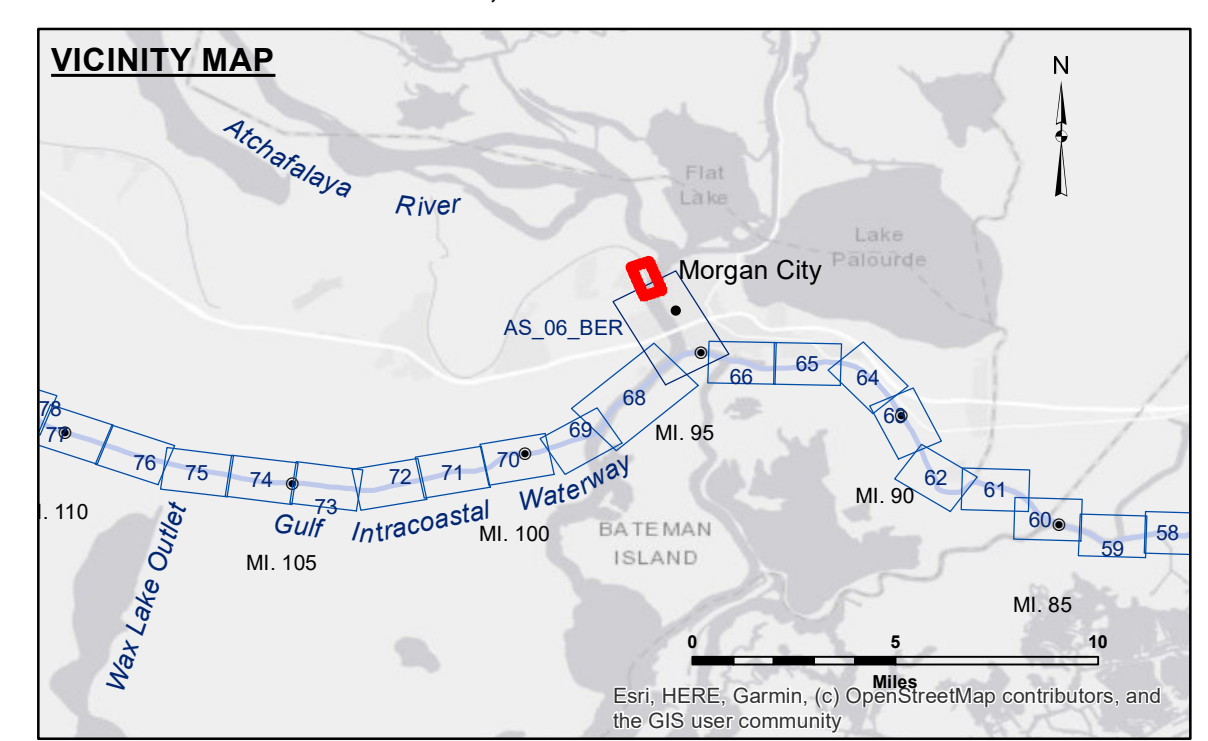 VICINITY MAP
N
Atchafalaya
River
Flat
Lake
Lake
Palourde
Morgan City
AS_06_BER
66
65
64
63
62
61
60
59
58
68
69
70
71
72
73
74
75
76
77
78
MI. 95
MI. 90
MI. 85
MI. 100
MI. 105
I. 110
Gulf Intracoastal Waterway
Wax Lake Outlet
BATEMAN
ISLAND
0 5 10
Miles
Esri, HERE, Garmin, (c) OpenStreetMap contributors, and
the GIS user community